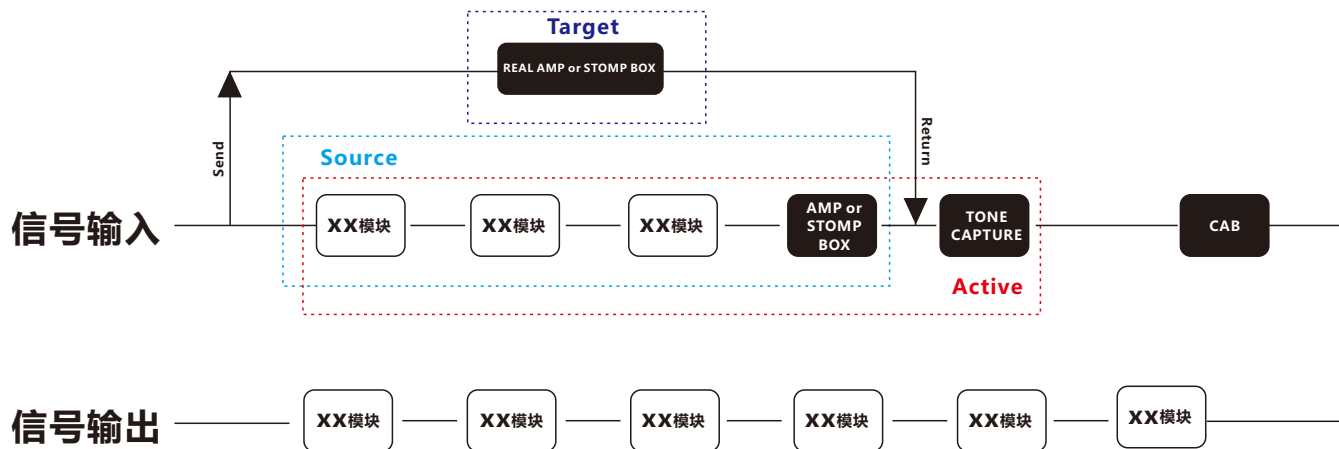 Target
REAL AMP or STOMP BOX
Send
Return
Source
信号输入
XX模块
XX模块
XX模块
AMP or
STOMP
BOX
TONE
CAPTURE
CAB
Active
信号输出
XX模块
XX模块
XX模块
XX模块
XX模块
XX模块